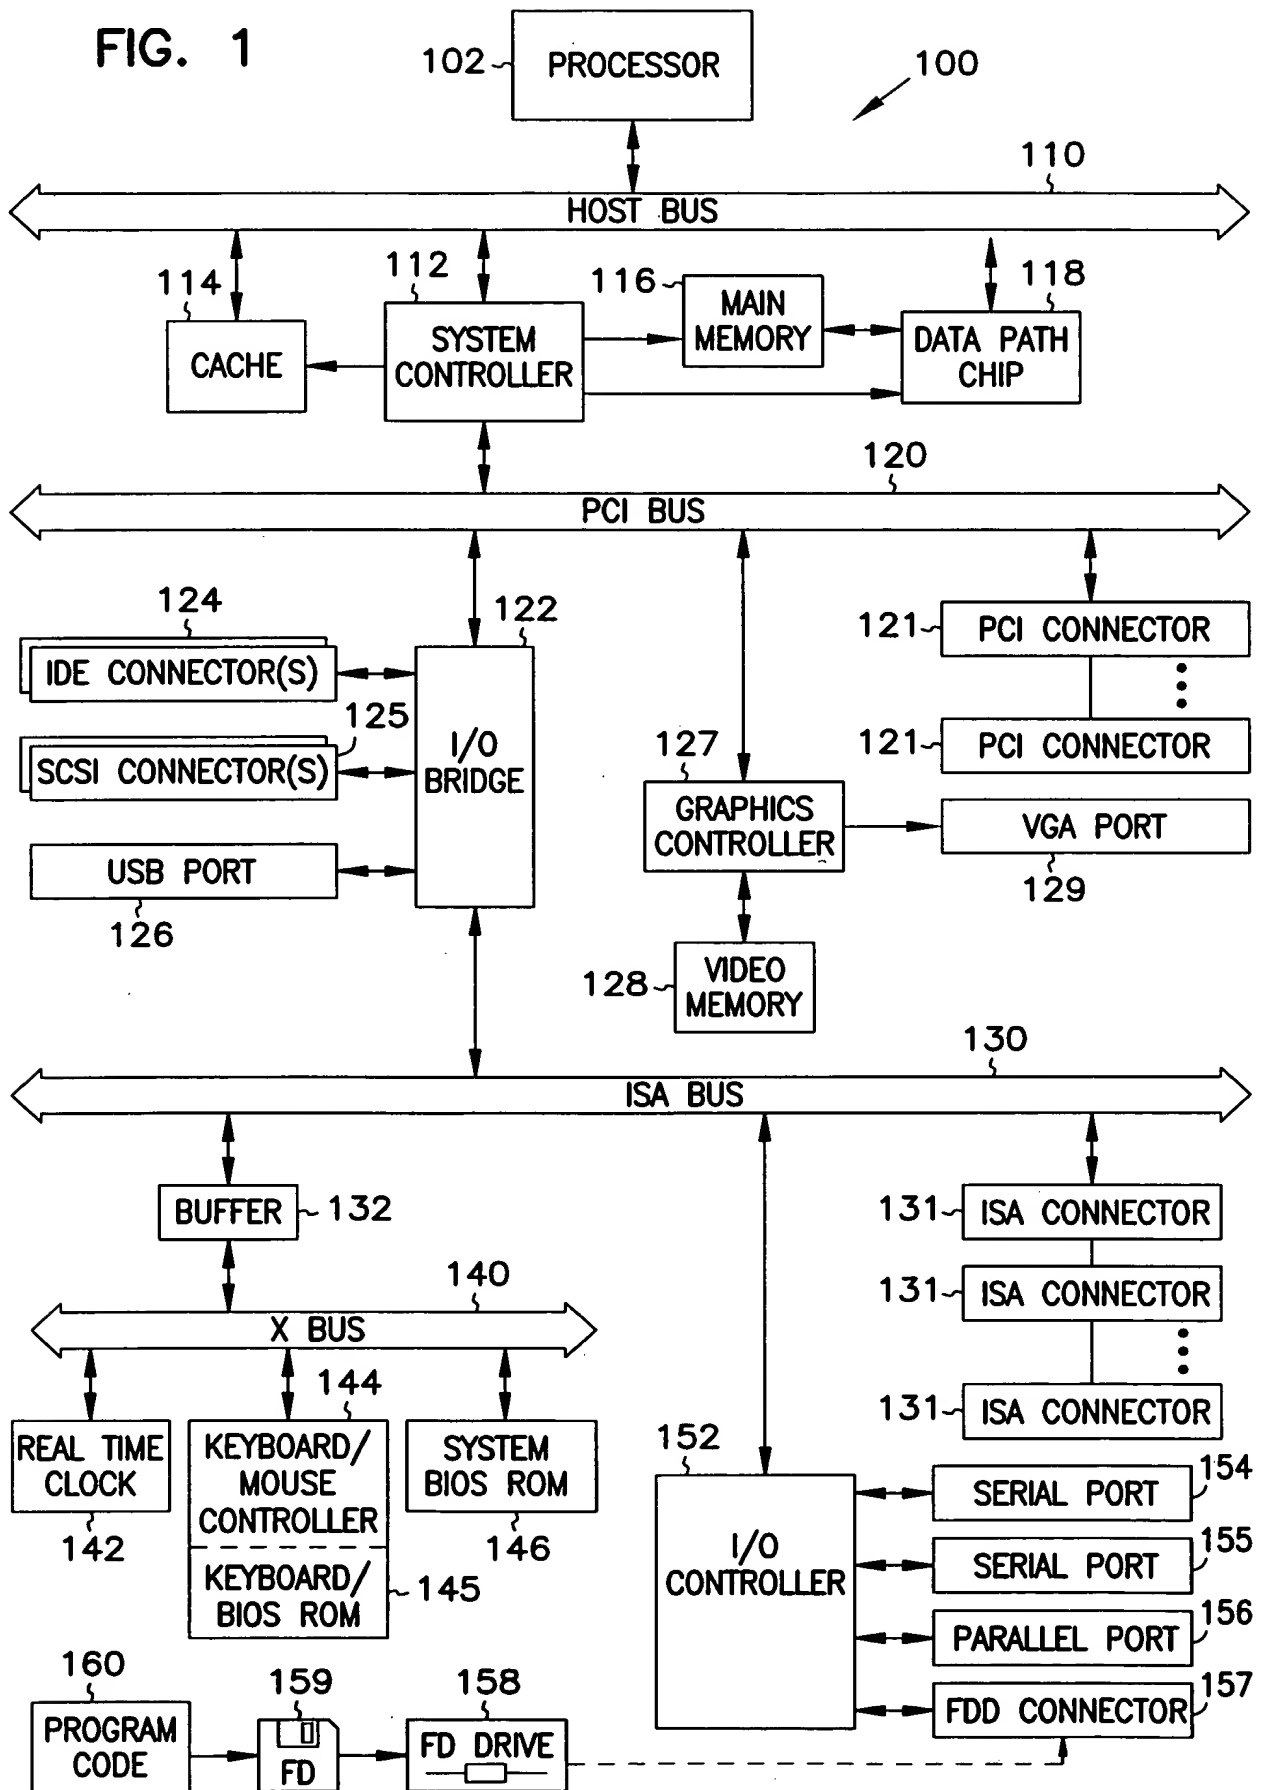 FIG. 1
102
PROCESSOR
100
110
HOST BUS
114
CACHE
112
SYSTEM
CONTROLLER
116
MAIN
MEMORY
118
DATA PATH
CHIP
120
PCI BUS
124
IDE CONNECTOR(S)
125
SCSI CONNECTOR(S)
USB PORT
126
122
I/O
BRIDGE
127
GRAPHICS
CONTROLLER
128
VIDEO
MEMORY
121
PCI CONNECTOR
121
PCI CONNECTOR
VGA PORT
129
130
ISA BUS
BUFFER
132
131
ISA CONNECTOR
131
ISA CONNECTOR
131
ISA CONNECTOR
140
X BUS
REAL TIME
CLOCK
142
144
KEYBOARD/
MOUSE
CONTROLLER
KEYBOARD/
BIOS ROM
145
SYSTEM
BIOS ROM
146
152
I/O
CONTROLLER
154
SERIAL PORT
155
SERIAL PORT
156
PARALLEL PORT
157
FDD CONNECTOR
160
PROGRAM
CODE
159
FD
158
FD DRIVE